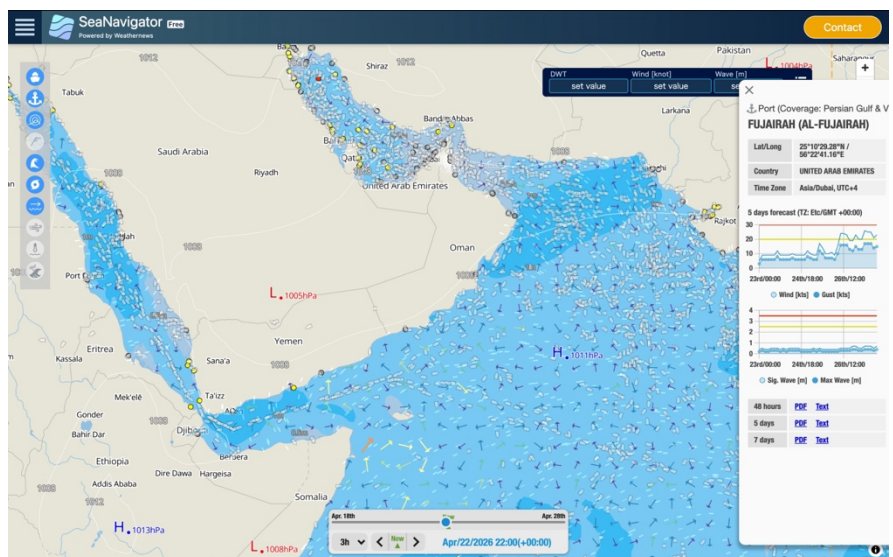 SeaNavigator Free
Powered by Weathernews
Contact
Quetta
Pakistan
1012
Shiraz
1012
L 1004hPa
Saharanpur
DWT
Wind [knot]
Wave [m]
set value
set value
Tabuk
Bandar Abbas
Larkana
Port (Coverage: Persian Gulf &
FUJAIRAH (AL-FUJAIRAH)
Lat/Long
25°10'29.28"N /
56°22'41.16"E
Country
UNITED ARAB EMIRATES
Time Zone
Asia/Dubai, UTC+4
Saudi Arabia
1008
Riyadh
Qatar
United Arab Emirates
Rajkot
Oman
1008
5 days forecast (TZ: Etc/GMT +00:00)
30
20
10
0
23rd/00:00
24th/18:00
26th/12:00
Wind [kts]
Gust [kts]
L 1005hPa
Yemen
H 1011hPa
4
3
2
1
0
23rd/00:00
24th/18:00
26th/12:00
Sig. Wave [m]
Max Wave [m]
Eritrea
Kassala
Sana'a
1008
Mek'elē
Ta'izz
Gonder
Bahir Dar
1008
Berbera
48 hours
PDF
Text
5 days
PDF
Text
7 days
PDF
Text
Ethiopia
Addis Ababa
Dire Dawa
Hargeisa
1008
1012
H 1013hPa
Somalia
L 1008hPa
Apr. 18th
Apr. 28th
3h
Now
Apr/22/2026 22:00(+00:00)